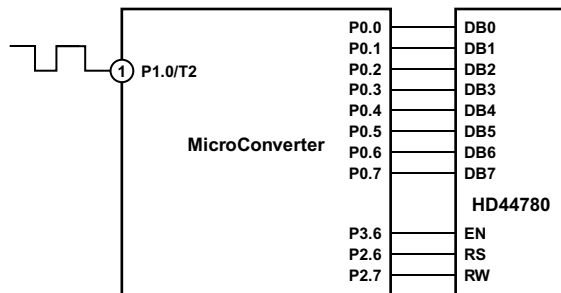 P0.0 DB0
P0.1 DB1
1 P1.0/T2 P0.2 DB2
P0.3 DB3
P0.4 DB4
P0.5 DB5
MicroConverter
P0.6 DB6
P0.7 DB7
HD44780
P3.6 EN
P2.6 RS
P2.7 RW